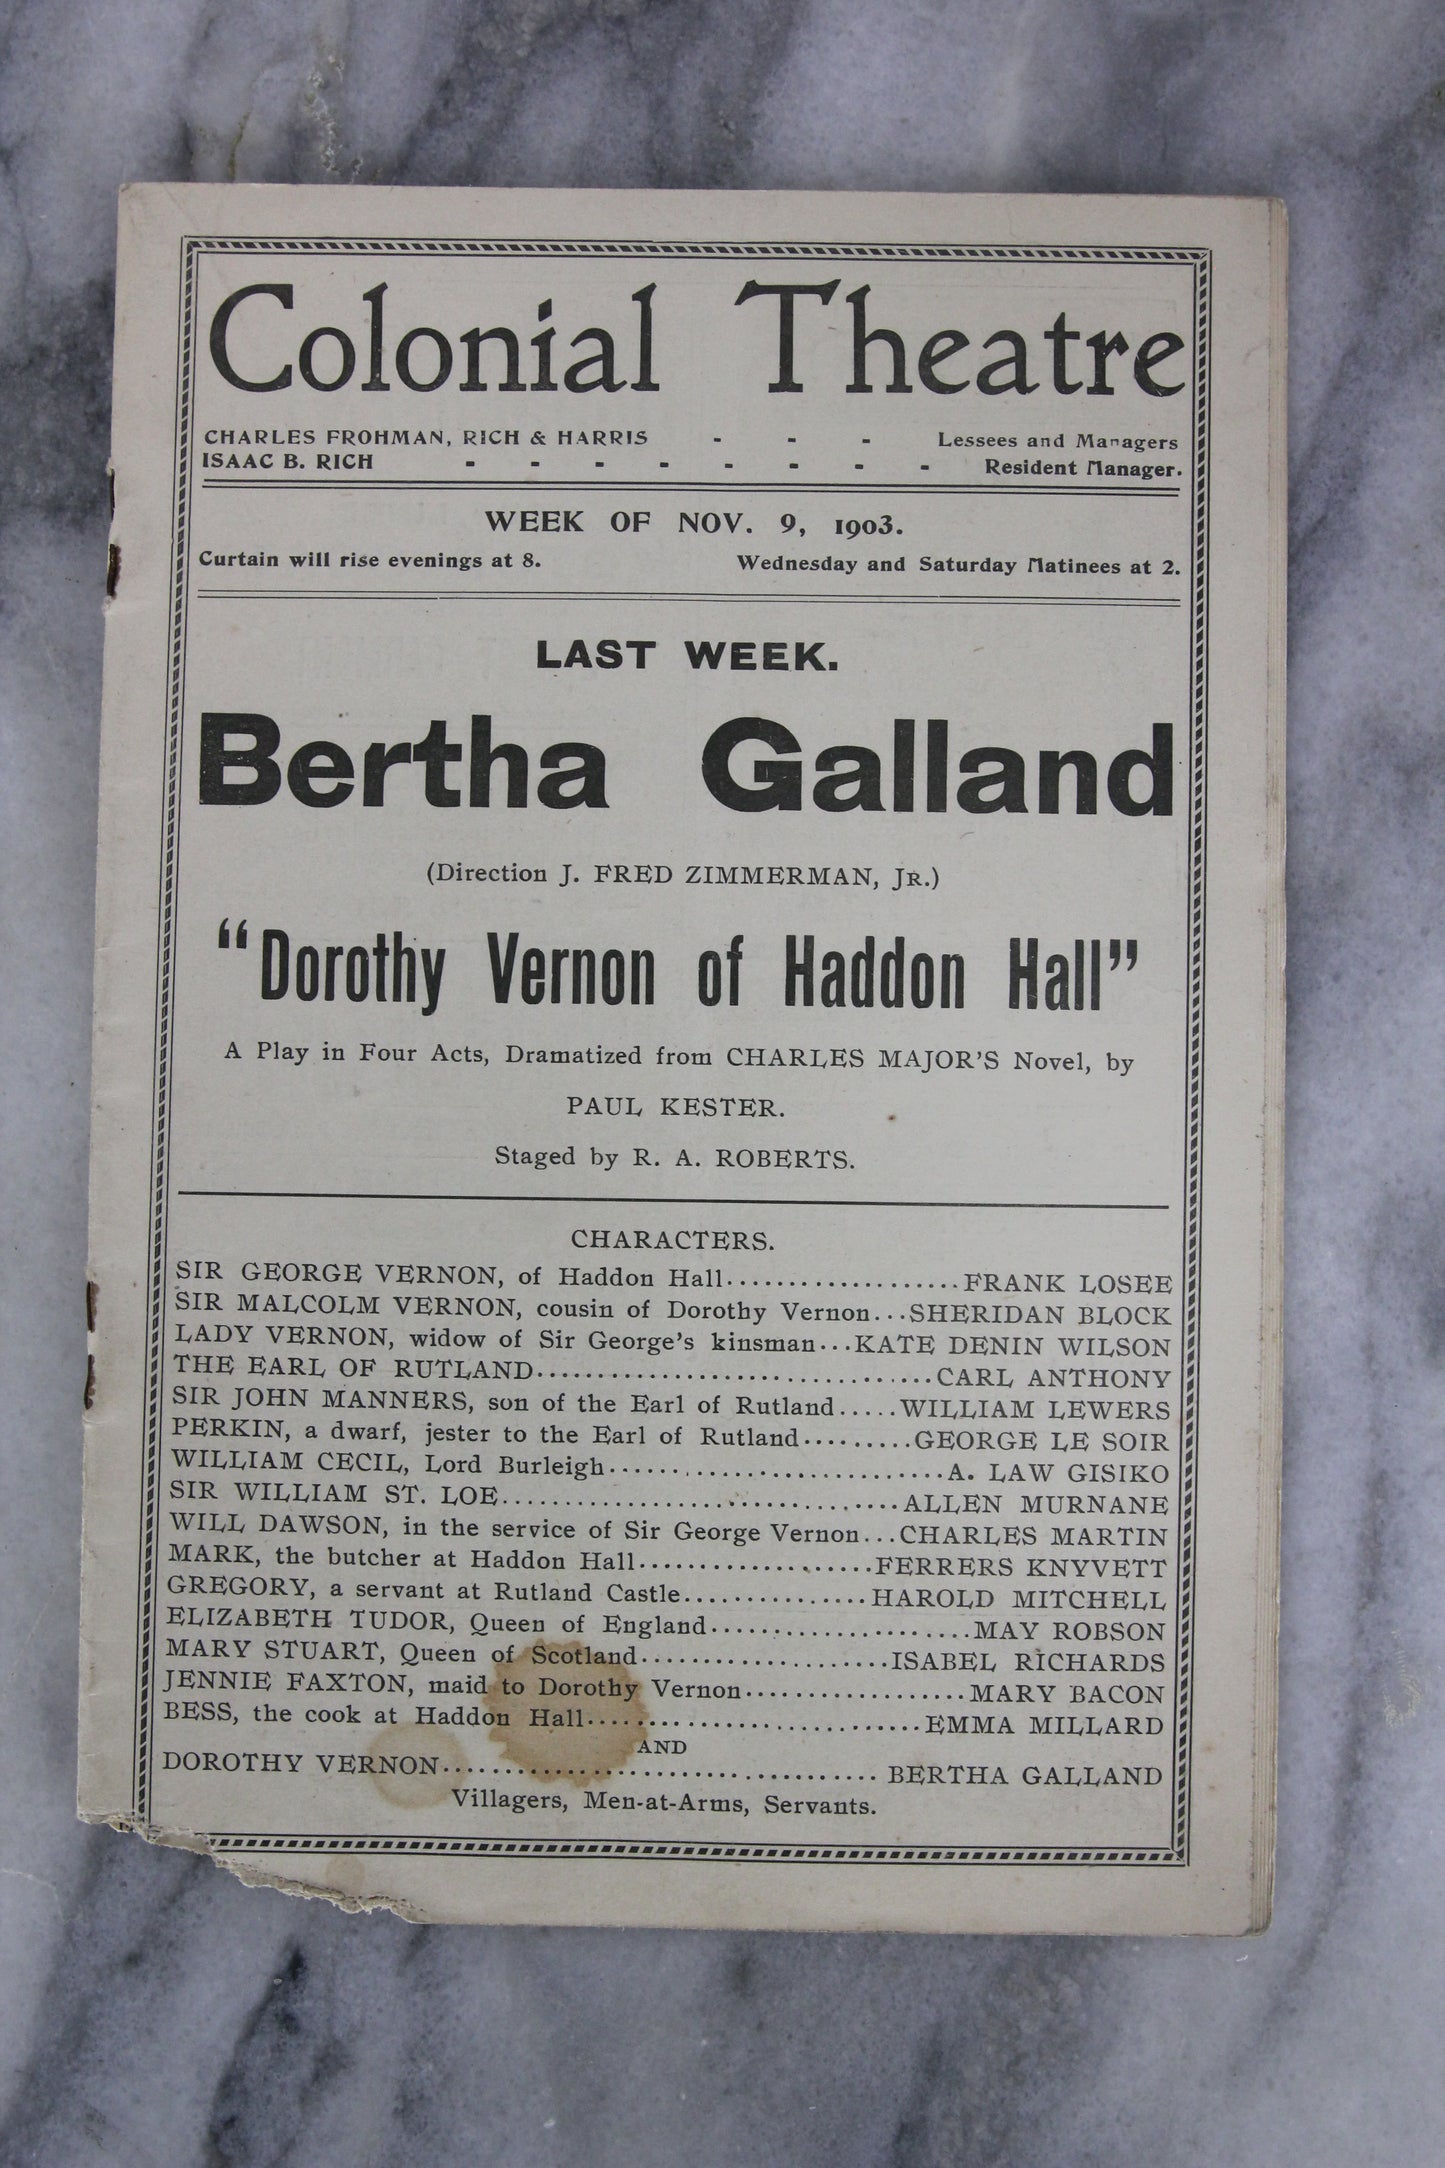 Colonial Theatre
CHARLES FROHMAN, RICH & HARRIS - - - Lessees and Managers
ISAAC B. RICH - - - - - - - - Resident Manager.
WEEK OF NOV. 9, 1903.
Curtain will rise evenings at 8. Wednesday and Saturday Matinees at 2.
LAST WEEK.
Bertha Galland
(Direction J. FRED ZIMMERMAN, JR.)
"Dorothy Vernon of Haddon Hall"
A Play in Four Acts, Dramatized from CHARLES MAJOR'S Novel, by
PAUL KESTER.
Staged by R. A. ROBERTS.
CHARACTERS.
SIR GEORGE VERNON, of Haddon Hall...................FRANK LOSEE
SIR MALCOLM VERNON, cousin of Dorothy Vernon...SHERIDAN BLOCK
LADY VERNON, widow of Sir George's kinsman...KATE DENIN WILSON
THE EARL OF RUTLAND................................CARL ANTHONY
SIR JOHN MANNERS, son of the Earl of Rutland.....WILLIAM LEWERS
PERKIN, a dwarf, jester to the Earl of Rutland.........GEORGE LE SOIR
WILLIAM CECIL, Lord Burleigh...........................A. LAW GISIKO
SIR WILLIAM ST. LOE................................ALLEN MURNANE
WILL DAWSON, in the service of Sir George Vernon...CHARLES MARTIN
MARK, the butcher at Haddon Hall...................FERRERS KNYVETT
GREGORY, a servant at Rutland Castle...............HAROLD MITCHELL
ELIZABETH TUDOR, Queen of England.....................MAY ROBSON
MARY STUART, Queen of Scotland....................ISABEL RICHARDS
JENNIE FAXTON, maid to Dorothy Vernon..................MARY BACON
BESS, the cook at Haddon Hall...........................EMMA MILLARD
AND
DOROTHY VERNON...................................BERTHA GALLAND
Villagers, Men-at-Arms, Servants.